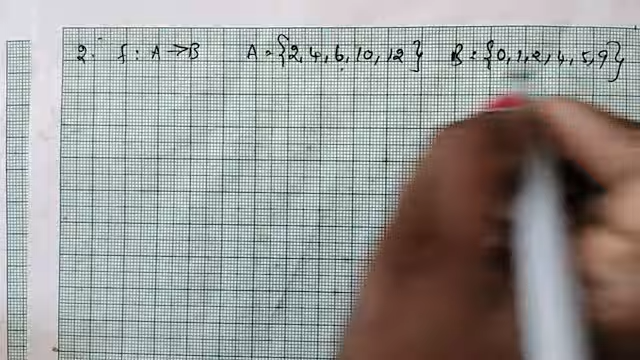 2. f : A → B A = {2, 4, 6, 10, 12} B = {0, 1, 2, 4, 5, 9}